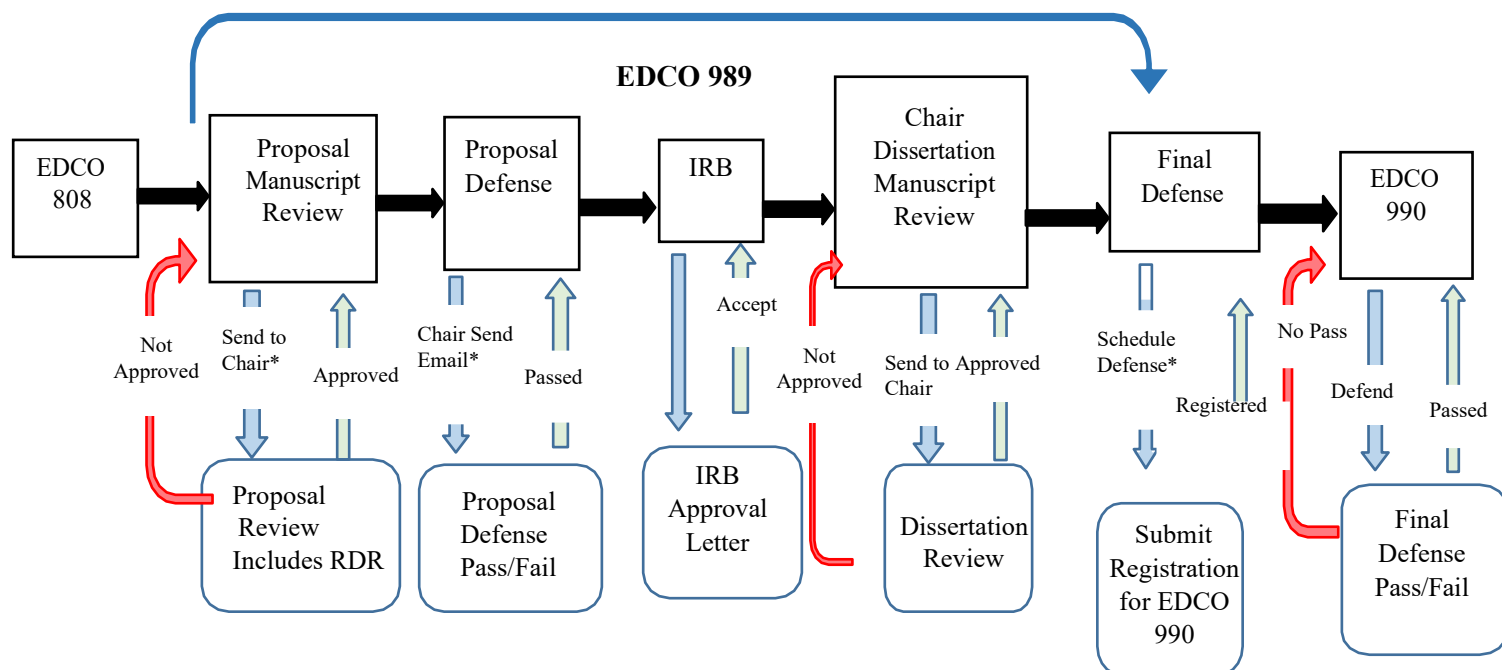 EDCO 989
EDCO
808
Proposal
Manuscript
Review
Proposal
Defense
IRB
Chair
Dissertation
Manuscript
Review
Final
Defense
EDCO
990
Not
Approved
Send to
Chair*
Approved
Chair Send
Email*
Passed
Accept
Not
Approved
Send to Approved
Chair
Schedule
Defense*
Registered
No Pass
Defend
Passed
Proposal
Review
Includes RDR
Proposal
Defense
Pass/Fail
IRB
Approval
Letter
Dissertation
Review
Submit
Registration
for EDCO
990
Final
Defense
Pass/Fail